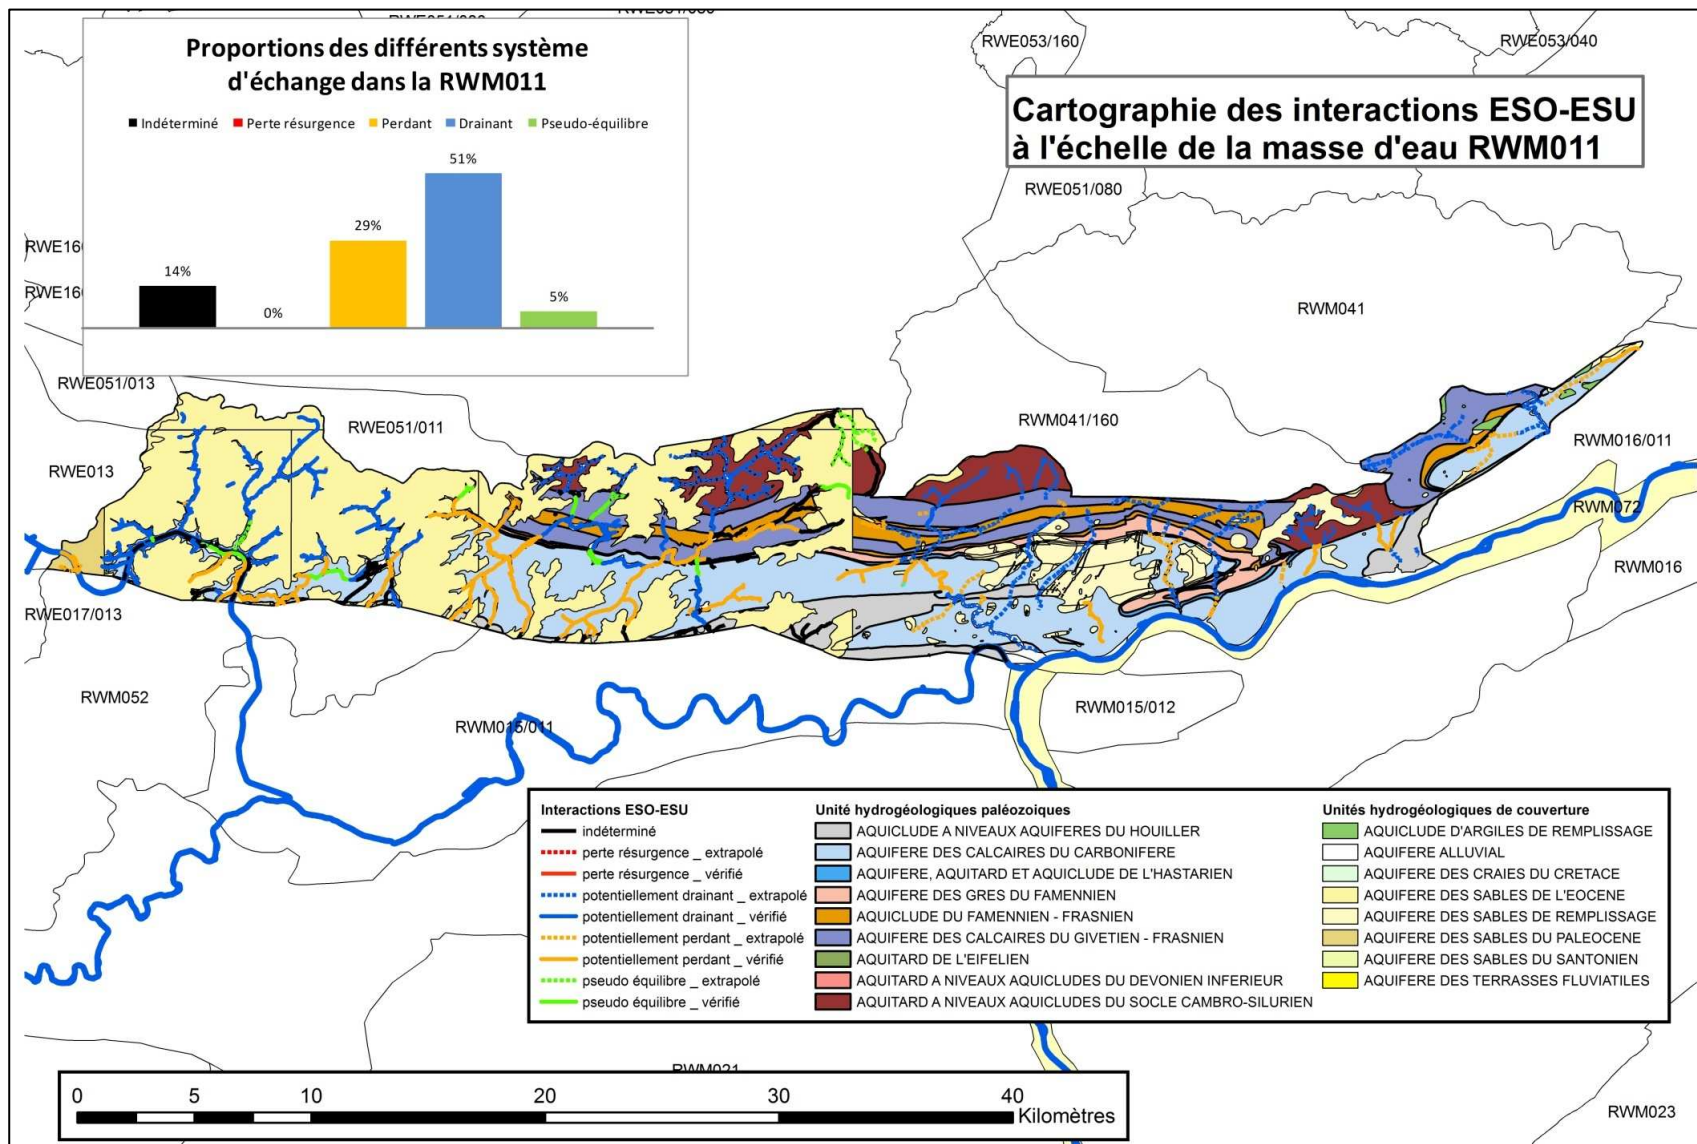 RWE051/080
Proportions des différents système
d'échange dans la RWM011
Indéterminé Perte résurgence Perdant Drainant Pseudo-équilibre
14%
0%
29%
51%
5%
RWE053/160
RWE053/040
Cartographie des interactions ESO-ESU
à l'échelle de la masse d'eau RWM011
RWE051/080
RWE16
RWE16
RWM041
RWE051/013
RWE051/011
RWM041/160
RWM016/011
RWE013
RWM072
RWM016
RWE017/013
RWM052
RWM015/011
RWM015/012
Interactions ESO-ESU
indéterminé
perte résurgence _ extrapolé
perte résurgence _ vérifié
potentiellement drainant _ extrapolé
potentiellement drainant _ vérifié
potentiellement perdant _ extrapolé
potentiellement perdant _ vérifié
pseudo équilibre _ extrapolé
pseudo équilibre _ vérifié
Unité hydrogéologiques paléozoiques
AQUICLUDE A NIVEAUX AQUIFERES DU HOUILLER
AQUIFERE DES CALCAIRES DU CARBONIFERE
AQUIFERE, AQUITARD ET AQUICLUDE DE L'HASTARIEN
AQUIFERE DES GRES DU FAMENNIEN
AQUICLUDE DU FAMENNIEN - FRASNIEN
AQUIFERE DES CALCAIRES DU GIVETIEN - FRASNIEN
AQUITARD DE L'EIFELIEN
AQUITARD A NIVEAUX AQUICLUDES DU DEVONIEN INFERIEUR
AQUITARD A NIVEAUX AQUICLUDES DU SOCLE CAMBRO-SILURIEN
Unités hydrogéologiques de couverture
AQUICLUDE D'ARGILES DE REMPLISSAGE
AQUIFERE ALLUVIAL
AQUIFERE DES CRAIES DU CRETACE
AQUIFERE DES SABLES DE L'EOCENE
AQUIFERE DES SABLES DE REMPLISSAGE
AQUIFERE DES SABLES DU PALEOCENE
AQUIFERE DES SABLES DU SANTONIEN
AQUIFERE DES TERRASSES FLUVIATILES
RWM021
0 5 10 20 30 40
Kilomètres
RWM023